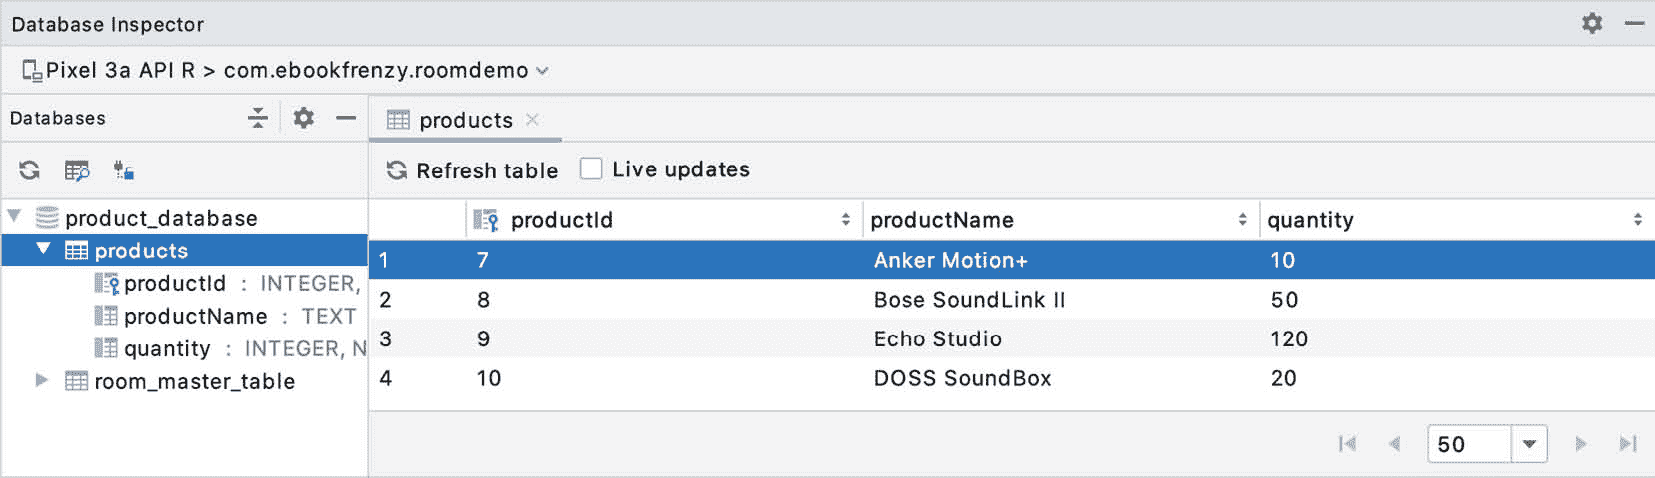 Database Inspector
Pixel 3a API R > com.ebookfrenzy.roomdemo
Databases
product_database
products
productId : INTEGER,
productName : TEXT
quantity : INTEGER, N
room_master_table
products
Refresh table Live updates
productId productName quantity
1 7 Anker Motion+ 10
2 8 Bose SoundLink II 50
3 9 Echo Studio 120
4 10 DOSS SoundBox 20
50